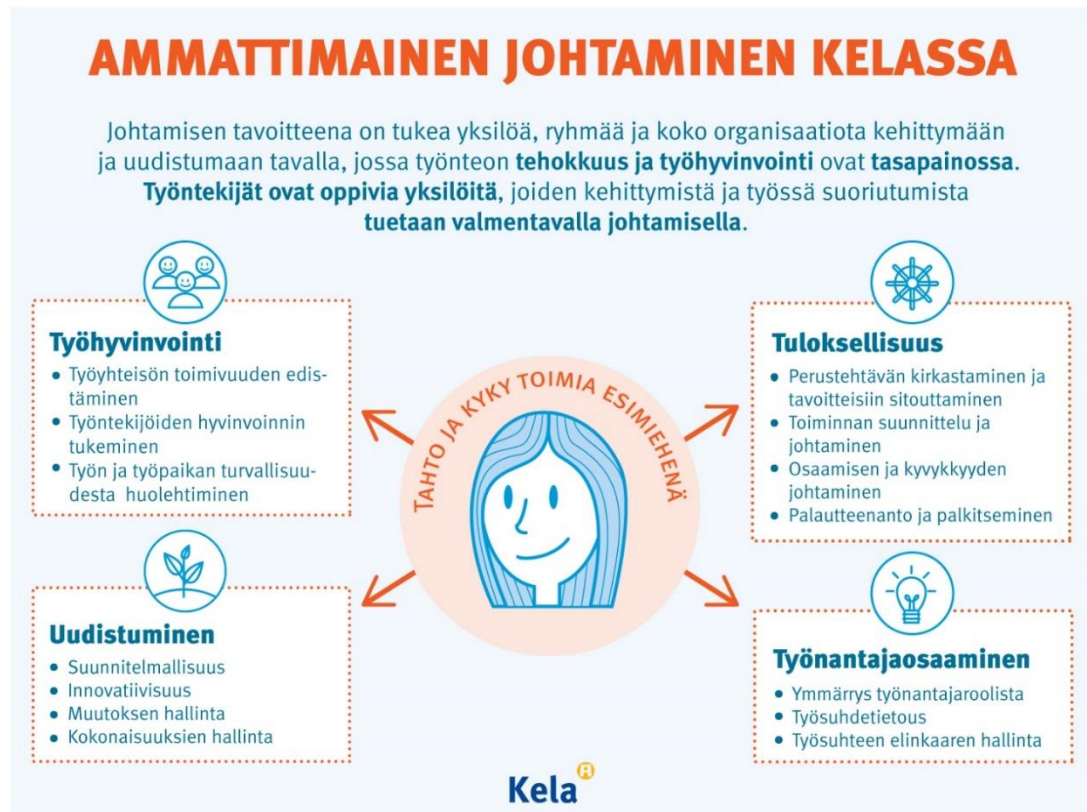 AMMATTIMAINEN JOHTAMINEN KELASSA
Johtamisen tavoitteena on tukea yksilöä, ryhmää ja koko organisaatiota kehittymään
ja uudistumaan tavalla, jossa työnteon tehokkuus ja työhyvinvointi ovat tasapainossa.
Työntekijät ovat oppivia yksilöitä, joiden kehittymistä ja työssä suoriutumista
tuetaan valmentavalla johtamisella.
Työhyvinvointi
• Työyhteisön toimivuuden edis-
täminen
• Työntekijöiden hyvinvoinnin
tukeminen
• Työn ja työpaikan turvallisuu-
desta huolehtiminen
TAHTO JA KYKY TOIMIA ESIMIEHENÄ
Tuloksellisuus
• Perustehtävän kirkastaminen ja
tavoitteisiin sitouttaminen
• Toiminnan suunnittelu ja
johtaminen
• Osaamisen ja kyvykkyyden
johtaminen
• Palautteenanto ja palkitseminen
Uudistuminen
• Suunnitelmallisuus
• Innovatiivisuus
• Muutoksen hallinta
• Kokonaisuuksien hallinta
Työnantajaosaaminen
• Ymmärrys työnantajaroolista
• Työsuhdetietous
• Työsuhteen elinkaaren hallinta
Kela